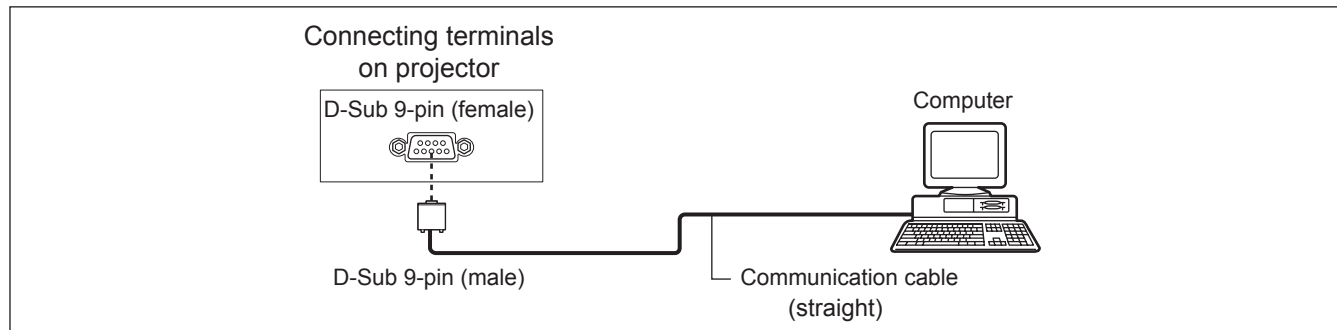 Connecting terminals
on projector
D-Sub 9-pin (female)
Computer
D-Sub 9-pin (male)
Communication cable
(straight)